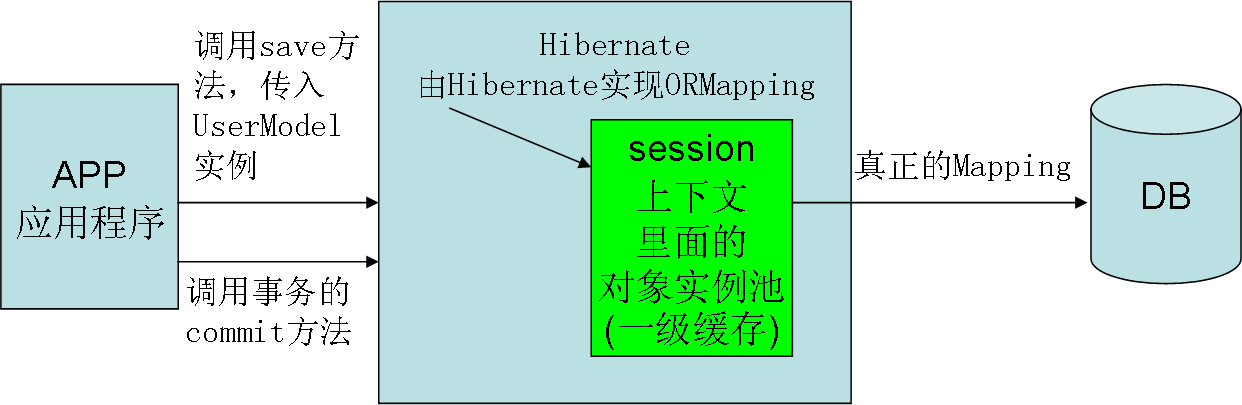 APP
应用程序
调用save方
法，传入
UserModel
实例
调用事务的
commit方法
Hibernate
由Hibernate实现ORMapping
session
上下文
里面的
对象实例池
(一级缓存)
真正的Mapping
DB